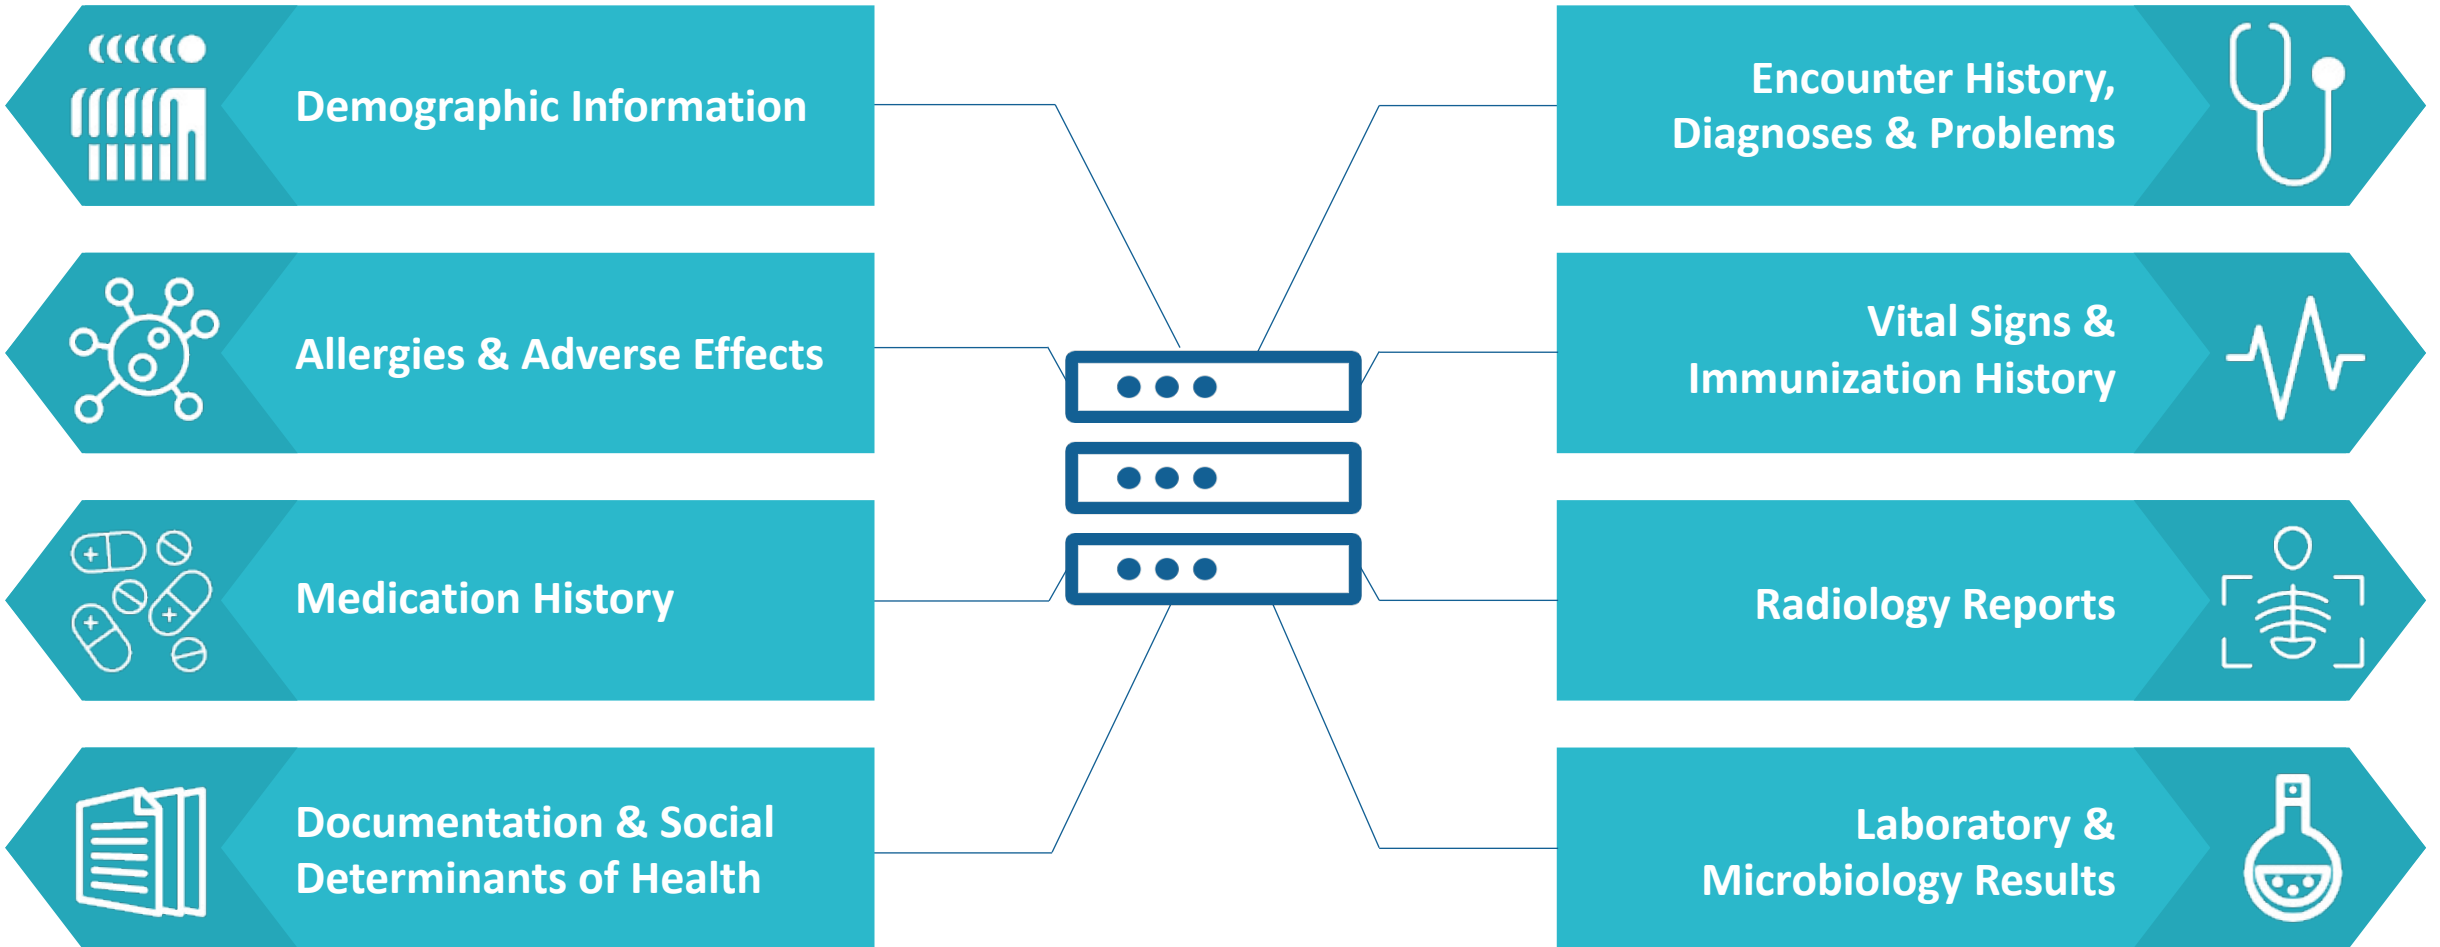 Demographic Information
Allergies & Adverse Effects
Medication History
Documentation & Social
Determinants of Health
Encounter History,
Diagnoses & Problems
Vital Signs &
Immunization History
Radiology Reports
Laboratory &
Microbiology Results